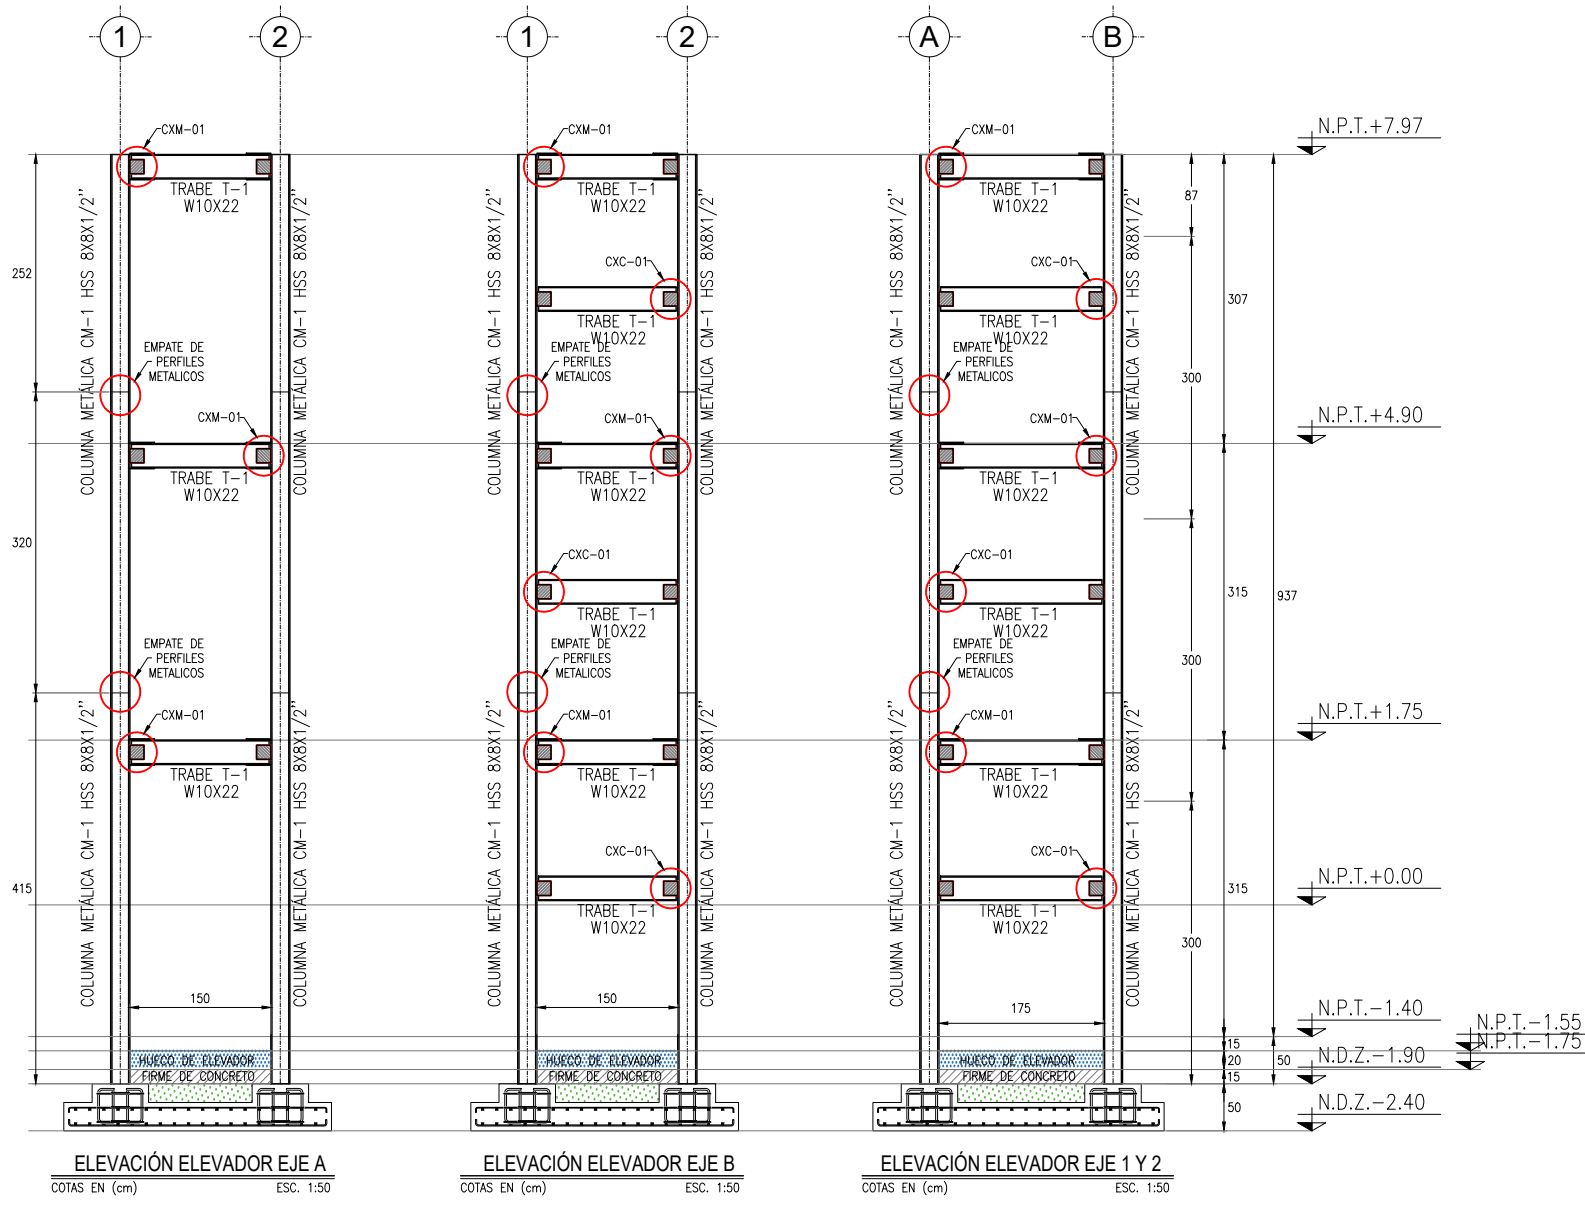 1
2
1
2
A
B
N.P.T.+7.97
CXM-01
CXM-01
CXM-01
TRABE T-1
W10X22
TRABE T-1
W10X22
TRABE T-1
W10X22
87
COLUMNA METÁLICA CM-1 HSS 8X8X1/2"
COLUMNA METÁLICA CM-1 HSS 8X8X1/2"
COLUMNA METÁLICA CM-1 HSS 8X8X1/2"
COLUMNA METÁLICA CM-1 HSS 8X8X1/2"
COLUMNA METÁLICA CM-1 HSS 8X8X1/2"
COLUMNA METÁLICA CM-1 HSS 8X8X1/2"
252
CXC-01
CXC-01
307
TRABE T-1
W10X22
TRABE T-1
W10X22
EMPATE DE
PERFILES
METALICOS
EMPATE DE
PERFILES
METALICOS
EMPATE DE
PERFILES
METALICOS
300
CXM-01
CXM-01
CXM-01
N.P.T.+4.90
TRABE T-1
W10X22
TRABE T-1
W10X22
TRABE T-1
W10X22
320
CXC-01
CXC-01
315
937
TRABE T-1
W10X22
TRABE T-1
W10X22
EMPATE DE
PERFILES
METALICOS
EMPATE DE
PERFILES
METALICOS
EMPATE DE
PERFILES
METALICOS
300
CXM-01
CXM-01
CXM-01
N.P.T.+1.75
COLUMNA METÁLICA CM-1 HSS 8X8X1/2"
COLUMNA METÁLICA CM-1 HSS 8X8X1/2"
COLUMNA METÁLICA CM-1 HSS 8X8X1/2"
COLUMNA METÁLICA CM-1 HSS 8X8X1/2"
COLUMNA METÁLICA CM-1 HSS 8X8X1/2"
COLUMNA METÁLICA CM-1 HSS 8X8X1/2"
TRABE T-1
W10X22
TRABE T-1
W10X22
TRABE T-1
W10X22
415
CXC-01
CXC-01
315
N.P.T.+0.00
TRABE T-1
W10X22
TRABE T-1
W10X22
300
150
150
175
N.P.T.-1.40
N.P.T.-1.55
N.P.T.-1.75
15
20
15
50
50
HUECO DE ELEVADOR
FIRME DE CONCRETO
HUECO DE ELEVADOR
FIRME DE CONCRETO
HUECO DE ELEVADOR
FIRME DE CONCRETO
N.D.Z.-1.90
N.D.Z.-2.40
ELEVACIÓN ELEVADOR EJE A
COTAS EN (cm) ESC. 1:50
ELEVACIÓN ELEVADOR EJE B
COTAS EN (cm) ESC. 1:50
ELEVACIÓN ELEVADOR EJE 1 Y 2
COTAS EN (cm) ESC. 1:50